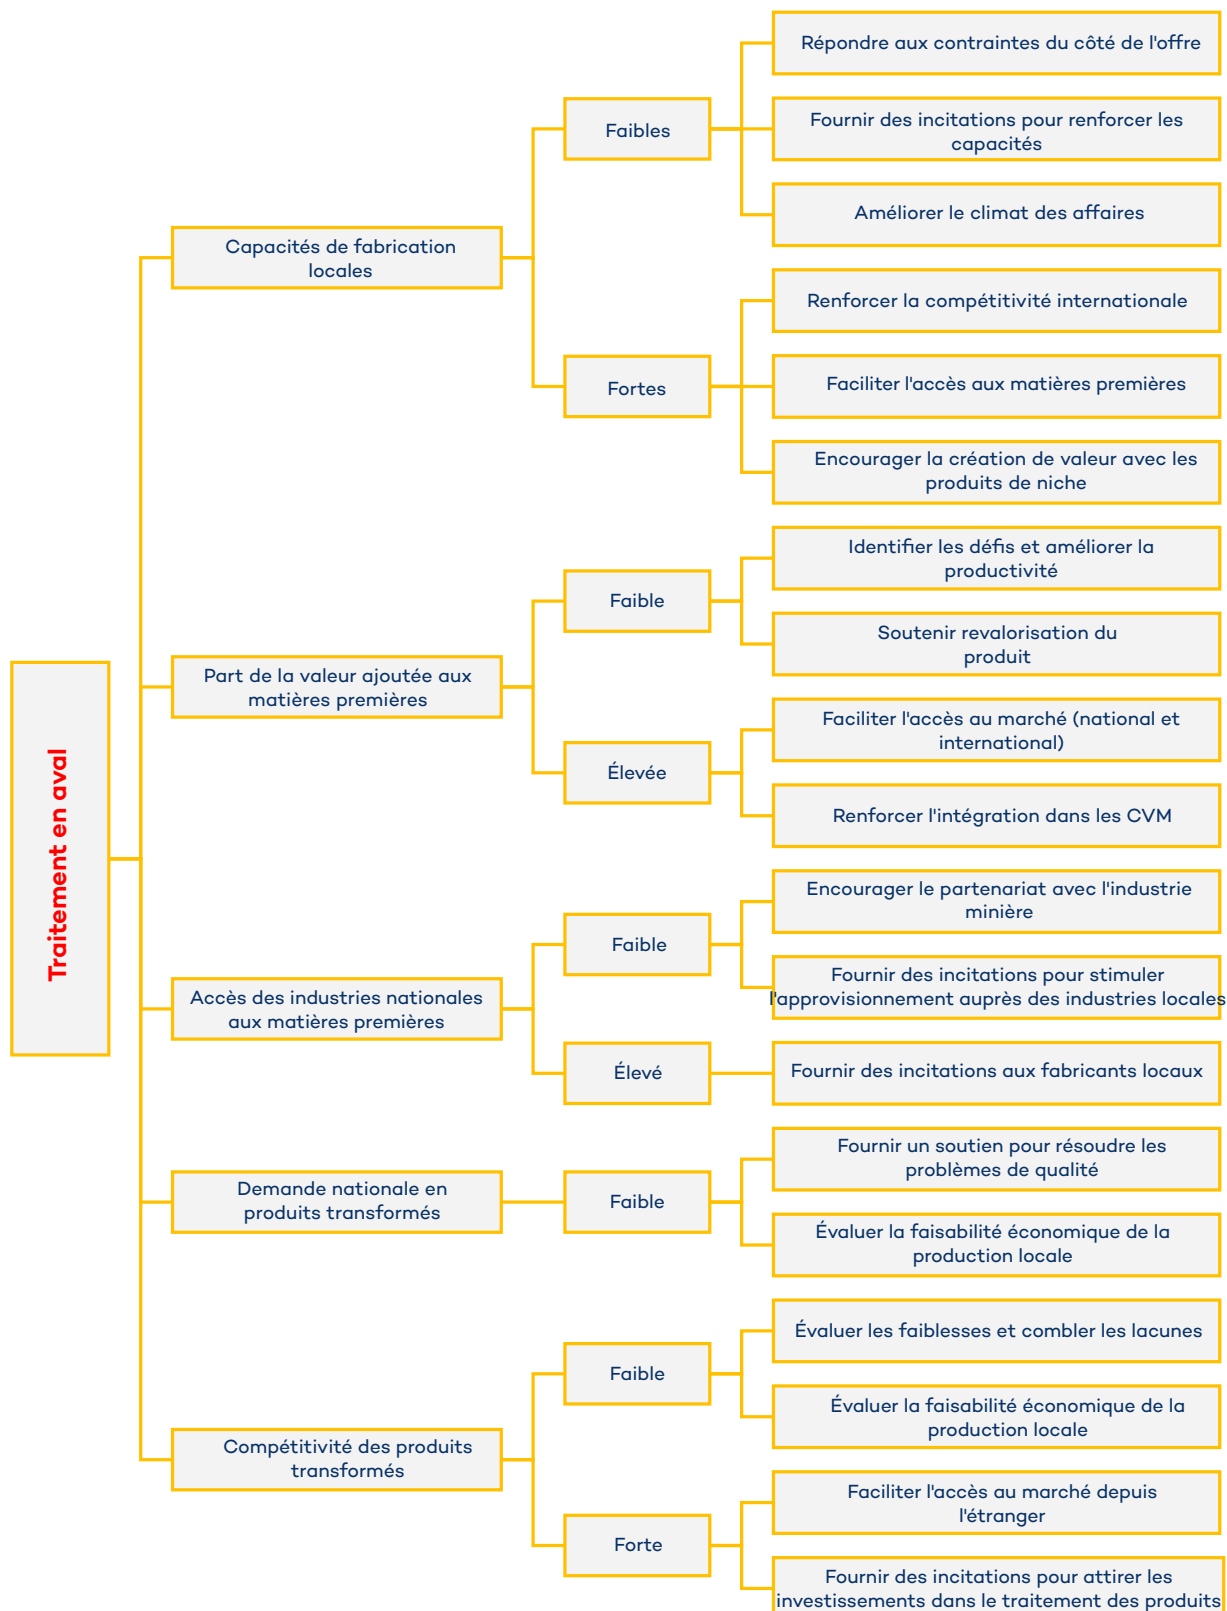 Traitement en aval
Capacités de fabrication
locales
Faibles
Répondre aux contraintes du côté de l'offre
Fournir des incitations pour renforcer les
capacités
Améliorer le climat des affaires
Fortes
Renforcer la compétitivité internationale
Faciliter l'accès aux matières premières
Encourager la création de valeur avec les
produits de niche
Part de la valeur ajoutée aux
matières premières
Faible
Identifier les défis et améliorer la
productivité
Soutenir revalorisation du
produit
Élevée
Faciliter l'accès au marché (national et
international)
Renforcer l'intégration dans les CVM
Accès des industries nationales
aux matières premières
Faible
Encourager le partenariat avec l'industrie
minière
Fournir des incitations pour stimuler
l'approvisionnement auprès des industries locales
Élevé
Fournir des incitations aux fabricants locaux
Demande nationale en
produits transformés
Faible
Fournir un soutien pour résoudre les
problèmes de qualité
Évaluer la faisabilité économique de la
production locale
Compétitivité des produits
transformés
Faible
Évaluer les faiblesses et combler les lacunes
Évaluer la faisabilité économique de la
production locale
Forte
Faciliter l'accès au marché depuis
l'étranger
Fournir des incitations pour attirer les
investissements dans le traitement des produits